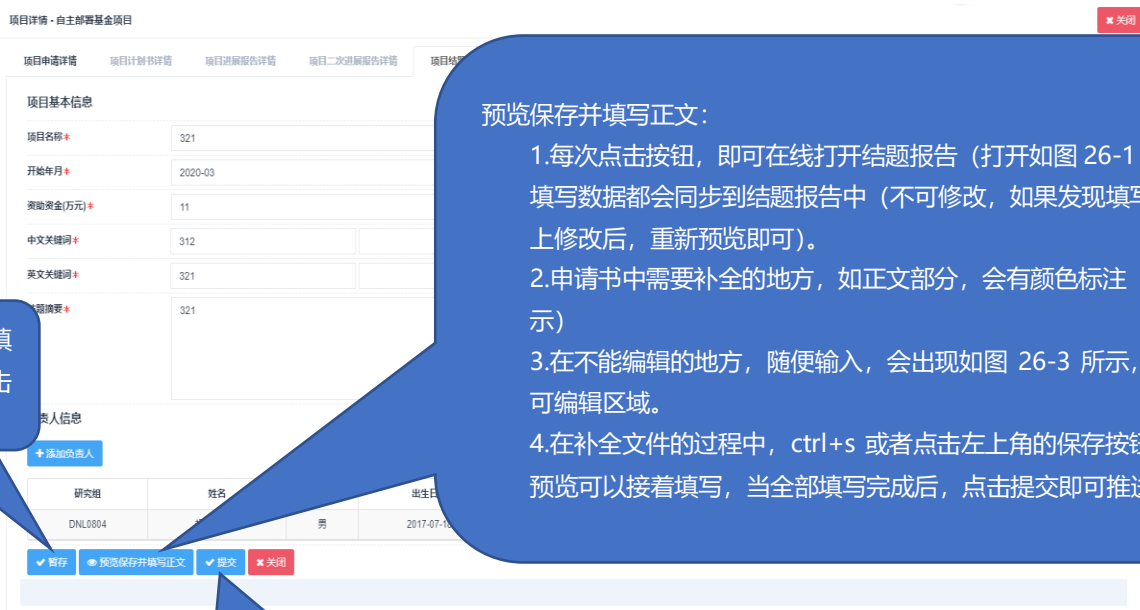 项目详情 - 自主部署基金项目
✖关闭
项目申请详情 项目计划书详情 项目进展报告详情 项目二次进展报告详情 项目结题
项目基本信息
项目名称* 321
开始年月* 2020-03
资助资金(万元)* 11
中文关键词* 312
英文关键词* 321
题摘要* 321
填
击
责人信息
+添加负责人
研究组 姓名 出生日
DNL0804 男 2017-07-18
✔暂存 预览保存并填写正文 ✔提交 ✖关闭
预览保存并填写正文：
1.每次点击按钮，即可在线打开结题报告（打开如图 26-1
填写数据都会同步到结题报告中（不可修改，如果发现填写
上修改后，重新预览即可）。
2.申请书中需要补全的地方，如正文部分，会有颜色标注
示）
3.在不能编辑的地方，随便输入，会出现如图 26-3 所示，
可编辑区域。
4.在补全文件的过程中，ctrl+s 或者点击左上角的保存按钮
预览可以接着填写，当全部填写完成后，点击提交即可推进